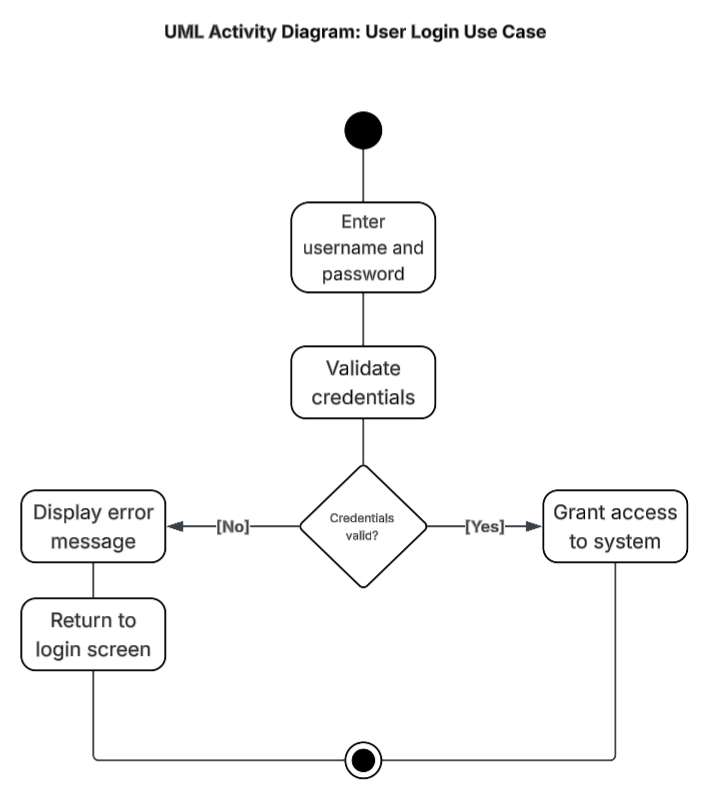 UML Activity Diagram: User Login Use Case
Enter
username and
password
Validate
credentials
Credentials
valid?
[No]
[Yes]
Display error
message
Grant access
to system
Return to
login screen